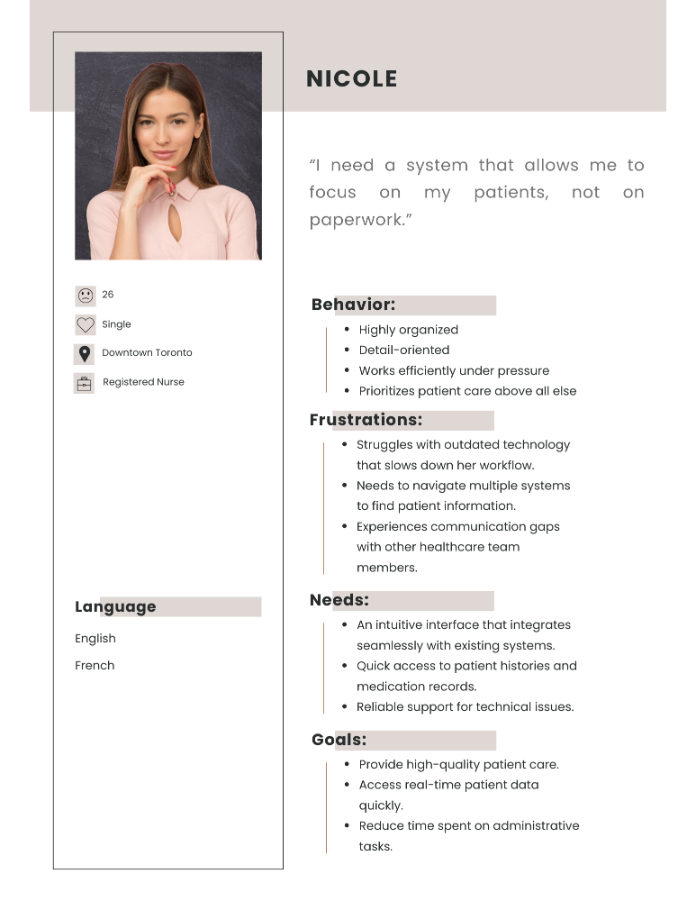 NICOLE
“I need a system that allows me to
focus on my patients, not on
paperwork.”
26
Single
Downtown Toronto
Registered Nurse
Language
English
French
Behavior:
• Highly organized
• Detail-oriented
• Works efficiently under pressure
• Prioritizes patient care above all else
Frustrations:
• Struggles with outdated technology
that slows down her workflow.
• Needs to navigate multiple systems
to find patient information.
• Experiences communication gaps
with other healthcare team
members.
Needs:
• An intuitive interface that integrates
seamlessly with existing systems.
• Quick access to patient histories and
medication records.
• Reliable support for technical issues.
Goals:
• Provide high-quality patient care.
• Access real-time patient data
quickly.
• Reduce time spent on administrative
tasks.